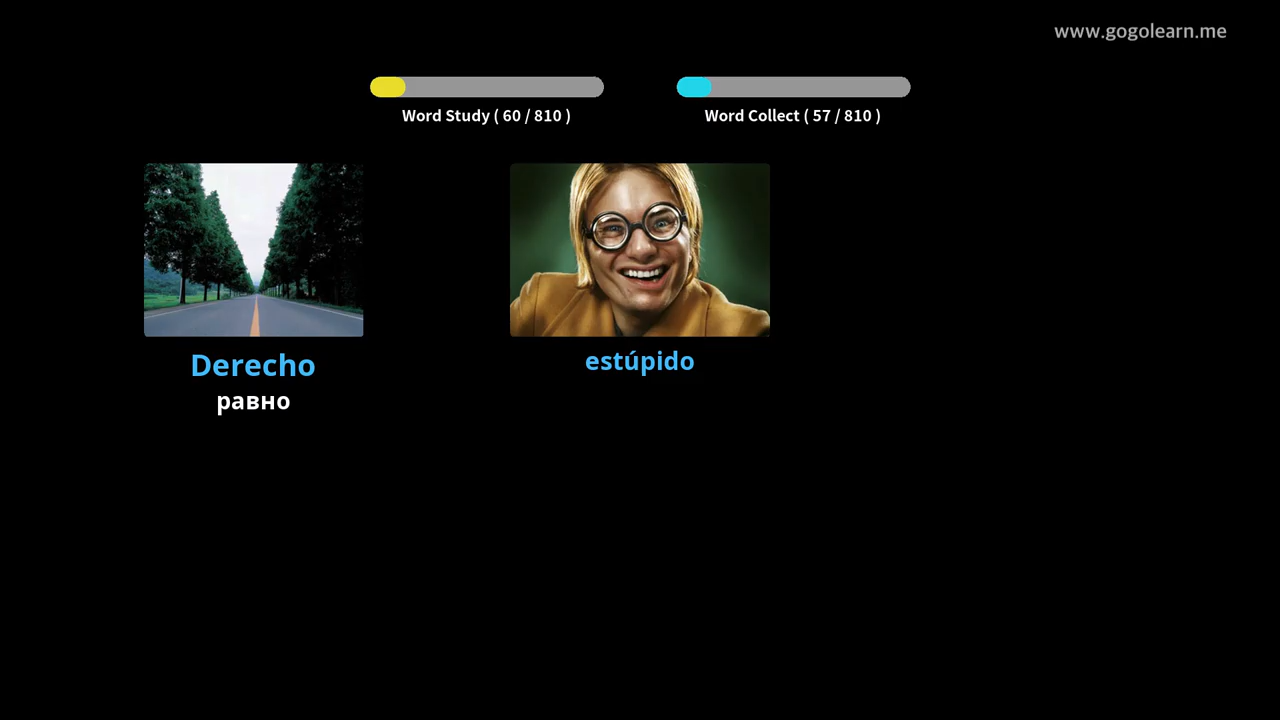 www.gogolearn.me
Word Study ( 60 / 810 )
Word Collect ( 57 / 810 )
Derecho
равно
estúpido